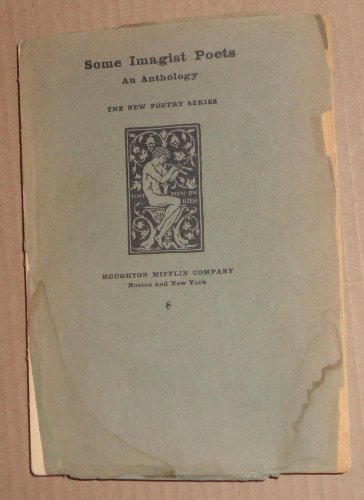 Some Imagist Poets
An Anthology
THE NEW POETRY SERIES
HOUGHTON MIFFLIN COMPANY
Boston and New York